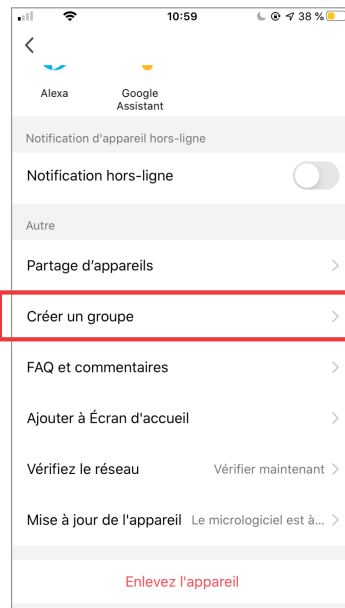 10:59 38 %
Alexa Google
Assistant
Notification d'appareil hors-ligne
Notification hors-ligne
Autre
Partage d’appareils
Créer un groupe
FAQ et commentaires
Ajouter à Écran d'accueil
Vérifiez le réseau Vérifier maintenant
Mise à jour de l'appareil Le micrologiciel est à...
Enlevez l'appareil